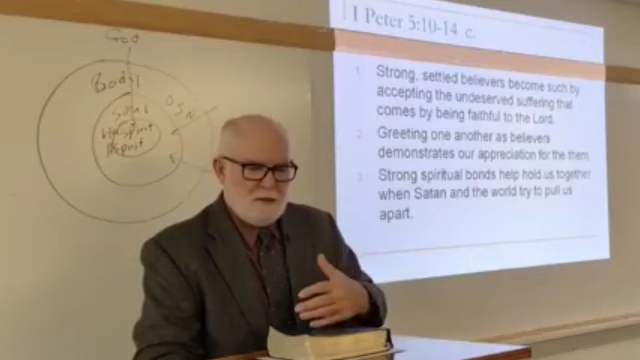 God
Body
Soul
OSN
Spirit
I Peter 5:10-14 c.
1. Strong, settled believers become such by
accepting the undeserved suffering that
comes by being faithful to the Lord.
2. Greeting one another as believers
demonstrates our appreciation for the them.
3. Strong spiritual bonds help hold us together
when Satan and the world try to pull us
apart.